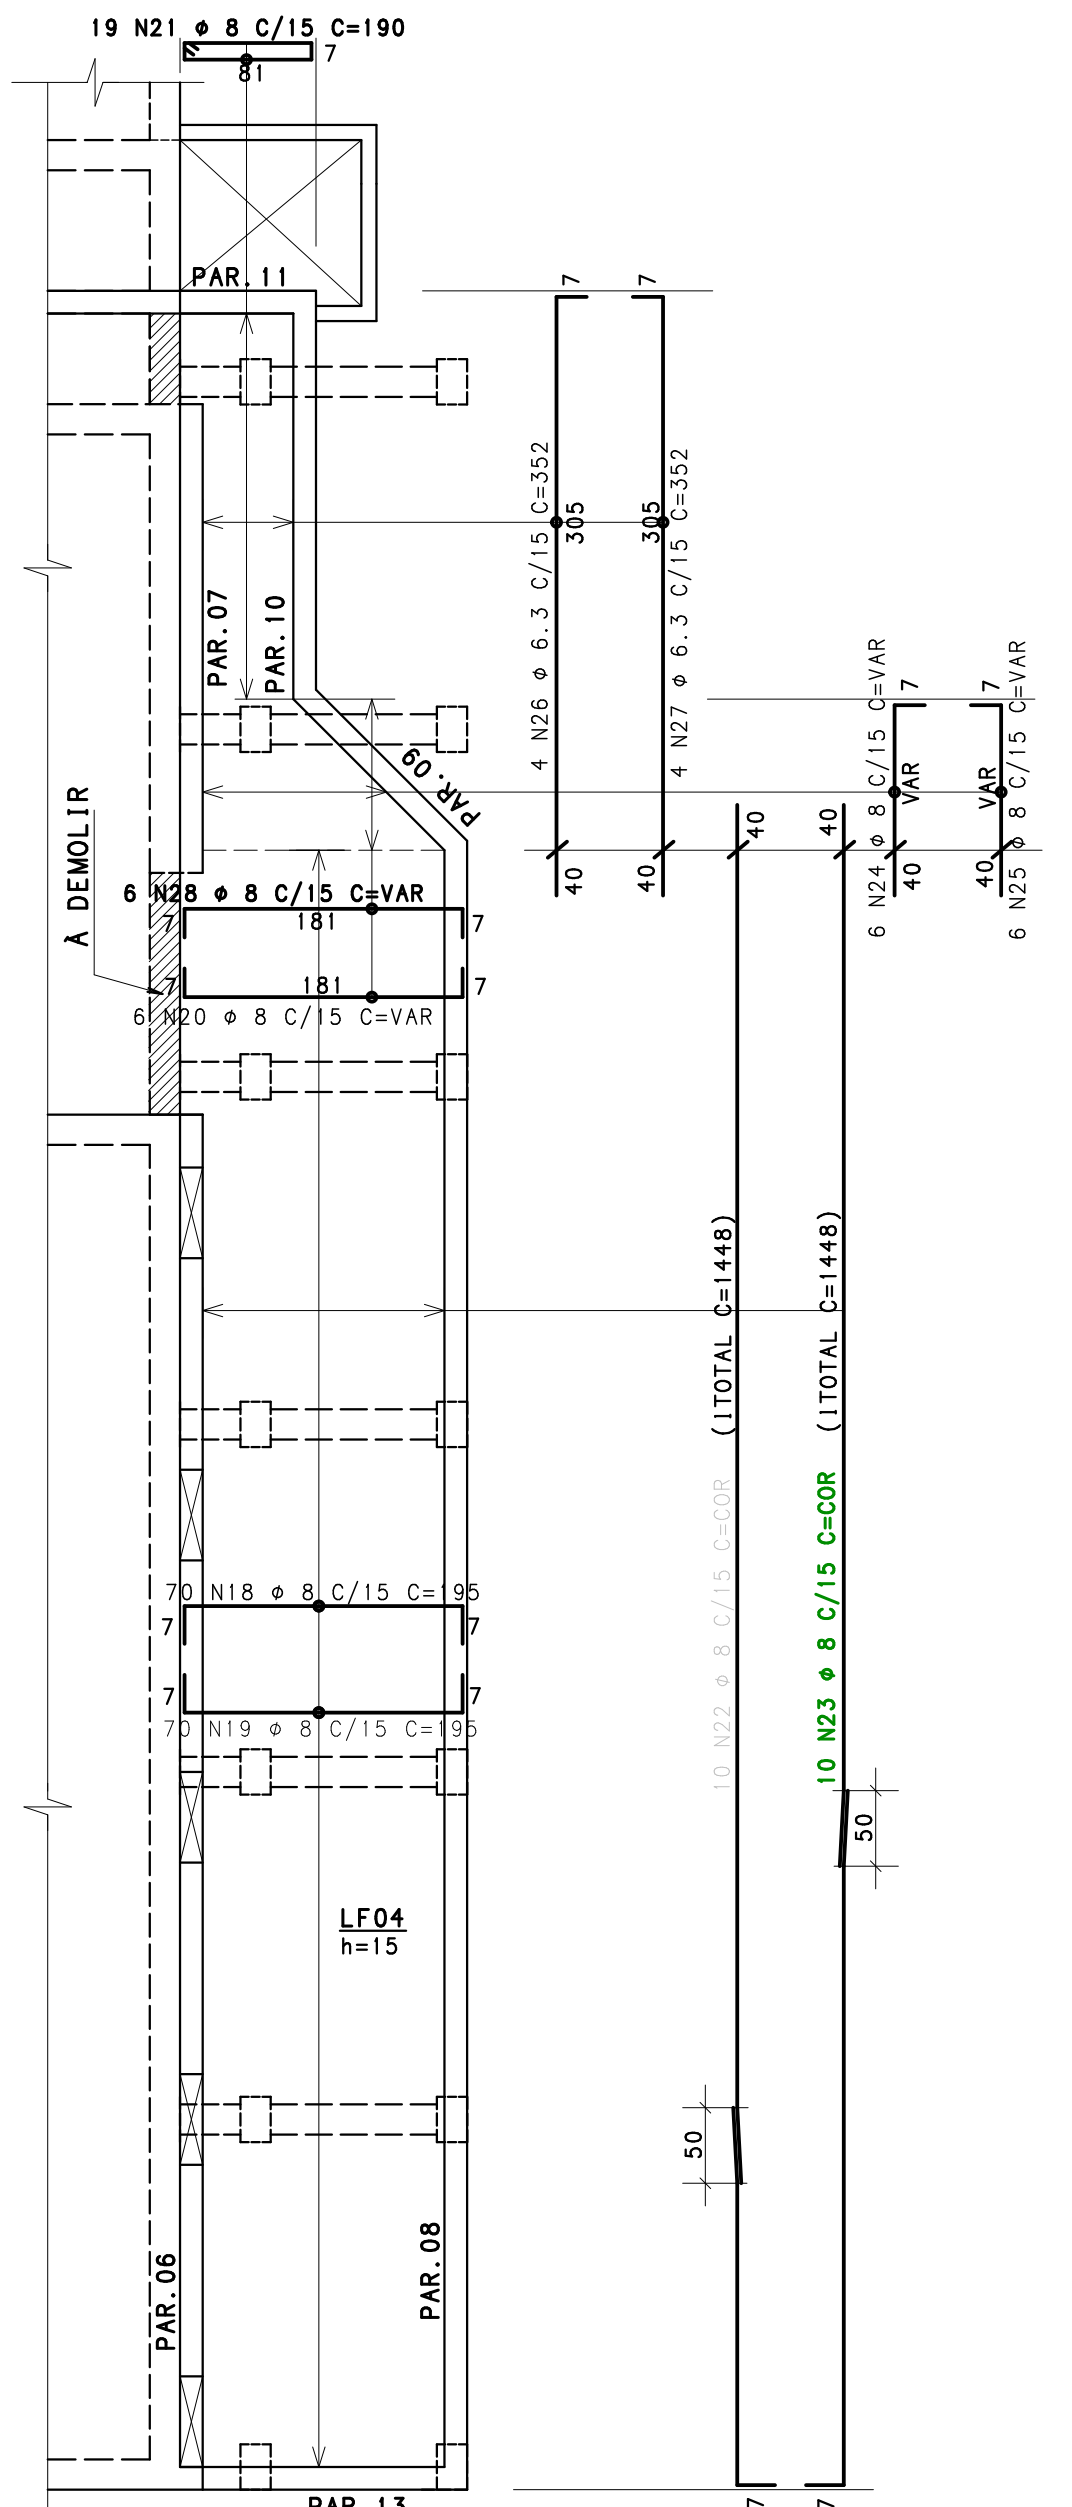 19 N21 φ 8 C/15 C=190
7
81
PAR.11
7
7
4 N26 φ 6.3 C/15 C=352
305
305
4 N27 φ 6.3 C/15 C=352
PAR.07
PAR.10
PAR.09
6 N24 φ 8 C/15 C=VAR
7
VAR
7
VAR
6 N25 φ 8 C/15 C=VAR
40
40
40
40
40
40
A DEMOLIR
6 N28 φ 8 C/15 C=VAR
7
181
7
7
181
7
6 N20 φ 8 C/15 C=VAR
(1TOTAL C=1448)
(1TOTAL C=1448)
10 N22 φ 8 C/15 C=COR
10 N23 φ 8 C/15 C=COR
70 N18 φ 8 C/15 C=195
7
7
7
7
70 N19 φ 8 C/15 C=195
50
LF04
h=15
50
PAR.06
PAR.08
PAR.13
7
7